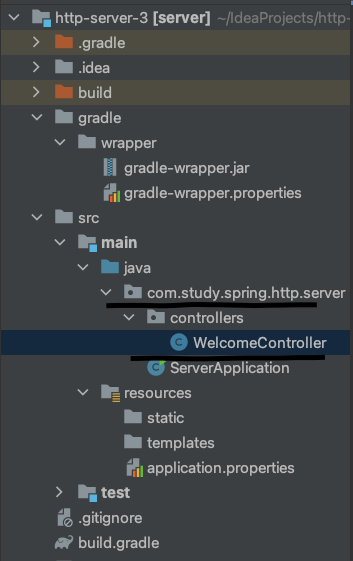 http-server-3 [server] ~/IdeaProjects/http-
.gradle
.idea
build
gradle
wrapper
gradle-wrapper.jar
gradle-wrapper.properties
src
main
java
com.study.spring.http.server
controllers
WelcomeController
ServerApplication
resources
static
templates
application.properties
test
.gitignore
build.gradle